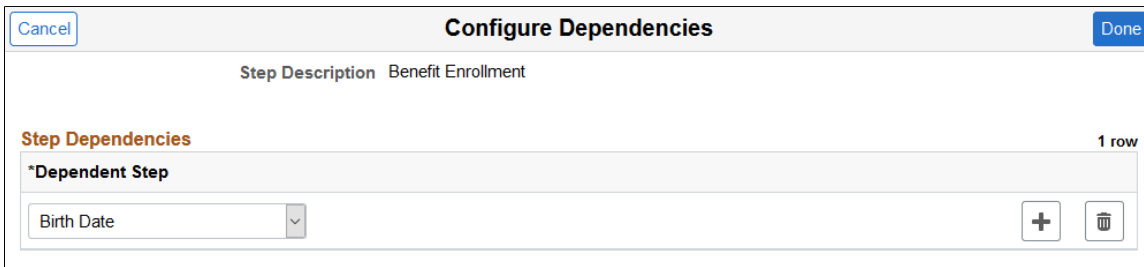 Cancel
Configure Dependencies
Done
Step Description Benefit Enrollment
Step Dependencies
1 row
*Dependent Step
Birth Date